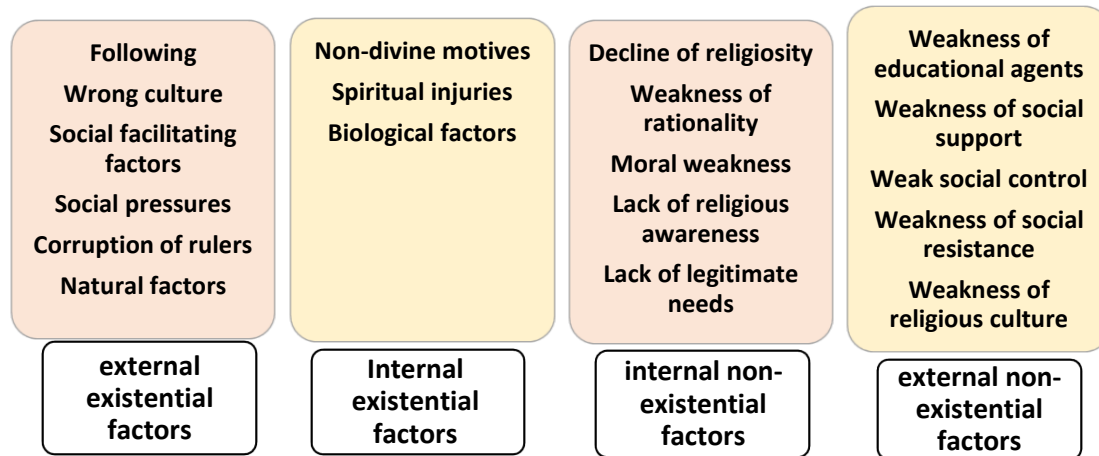 Following
Wrong culture
Social facilitating
factors
Social pressures
Corruption of rulers
Natural factors
external
existential
factors
Non-divine motives
Spiritual injuries
Biological factors
Internal
existential
factors
Decline of religiosity
Weakness of
rationality
Moral weakness
Lack of religious
awareness
Lack of legitimate
needs
internal non-
existential
factors
Weakness of
educational agents
Weakness of social
support
Weak social control
Weakness of social
resistance
Weakness of
religious culture
external non-
existential
factors